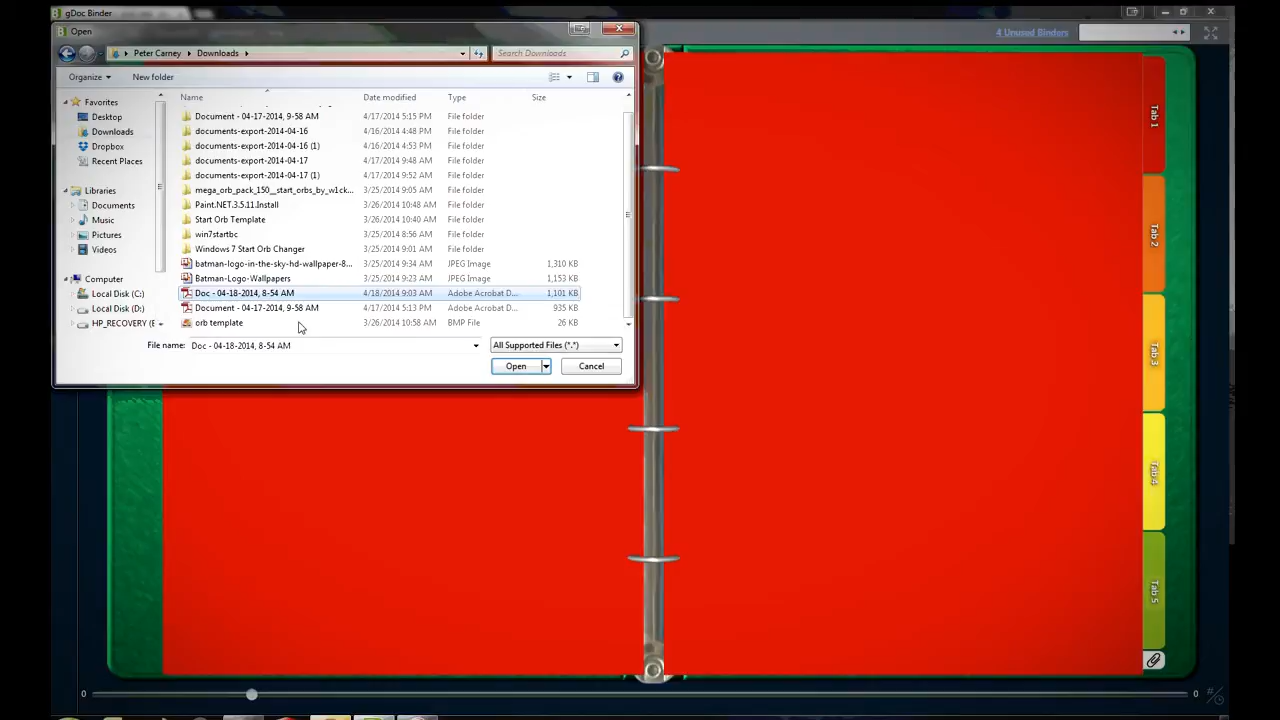 gDoc Binder
Open
Peter Carney
Downloads
Search Downloads
4 Unused Binders
Organize
New folder
Name
Date modified
Type
Size
Favorites
Desktop
Downloads
Dropbox
Recent Places
Libraries
Documents
Music
Pictures
Videos
Computer
Local Disk (C:)
Local Disk (D:)
HP_RECOVERY (E
Document - 04-17-2014, 9-58 AM 4/17/2014 5:15 PM File folder
documents-export-2014-04-16 4/16/2014 4:48 PM File folder
documents-export-2014-04-16 (1) 4/16/2014 4:53 PM File folder
documents-export-2014-04-17 4/17/2014 9:48 AM File folder
documents-export-2014-04-17 (1) 4/17/2014 9:52 AM File folder
mega_orb_pack_150__start_orbs_by_w1ck... 3/25/2014 9:05 AM File folder
Paint.NET.3.5.11.Install 3/26/2014 10:48 AM File folder
Start Orb Template 3/26/2014 10:40 AM File folder
win7startbc 3/25/2014 8:56 AM File folder
Windows 7 Start Orb Changer 3/25/2014 9:01 AM File folder
batman-logo-in-the-sky-hd-wallpaper-8... 3/25/2014 9:34 AM JPEG Image 1,310 KB
Batman-Logo-Wallpapers 3/25/2014 9:23 AM JPEG Image 1,153 KB
Doc - 04-18-2014, 8-54 AM 4/18/2014 9:03 AM Adobe Acrobat D... 1,101 KB
Document - 04-17-2014, 9-58 AM 4/17/2014 5:13 PM Adobe Acrobat D... 935 KB
orb template 3/26/2014 10:58 AM BMP File 26 KB
File name: Doc - 04-18-2014, 8-54 AM
All Supported Files (*.*)
Open
Cancel
Tab 1
Tab 2
Tab 3
Tab 4
Tab 5
0
0
#